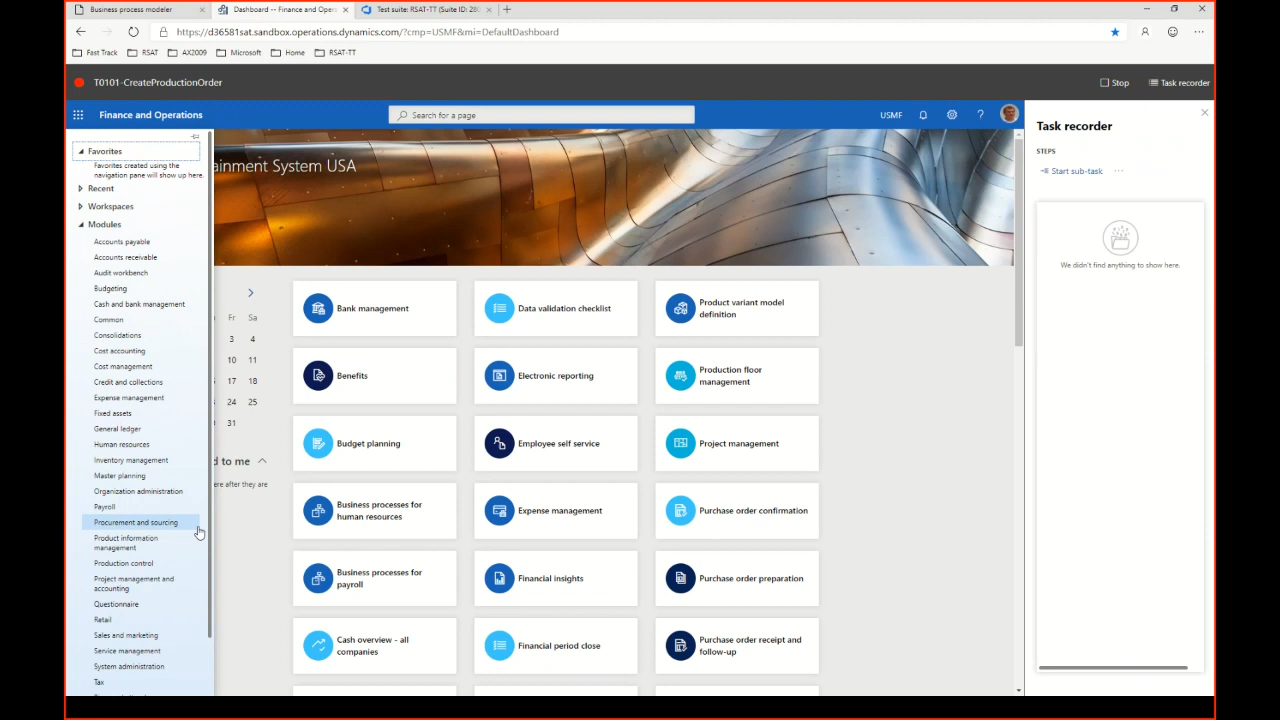 Business process modeler
Dashboard -- Finance and Oper
Test suite: RSAT-TT (Suite ID: 280
https://d36581sat.sandbox.operations.dynamics.com/?cmp=USMF&mi=DefaultDashboard
Fast Track
RSAT
AX2009
Microsoft
Home
RSAT-TT
T0101-CreateProductionOrder
Stop
Task recorder
Finance and Operations
Search for a page
USMF
?
Task recorder
STEPS
Start sub-task
We didn't find anything to show here.
Favorites
Favorites created using the
navigation pane will show up here.
Recent
Workspaces
Modules
Accounts payable
Accounts receivable
Audit workbench
Budgeting
Cash and bank management
Common
Consolidations
Cost accounting
Cost management
Credit and collections
Expense management
Fixed assets
General ledger
Human resources
Inventory management
Master planning
Organization administration
Payroll
Procurement and sourcing
Product information
management
Production control
Project management and
accounting
Questionnaire
Retail
Sales and marketing
Service management
System administration
Tax
ainment System USA
Fr Sa
3 4
10 11
17 18
24 25
31
d to me
ere after they are
Bank management
Data validation checklist
Product variant model
definition
Benefits
Electronic reporting
Production floor
management
Budget planning
Employee self service
Project management
Business processes for
human resources
Expense management
Purchase order confirmation
Business processes for
payroll
Financial insights
Purchase order preparation
Cash overview - all
companies
Financial period close
Purchase order receipt and
follow-up